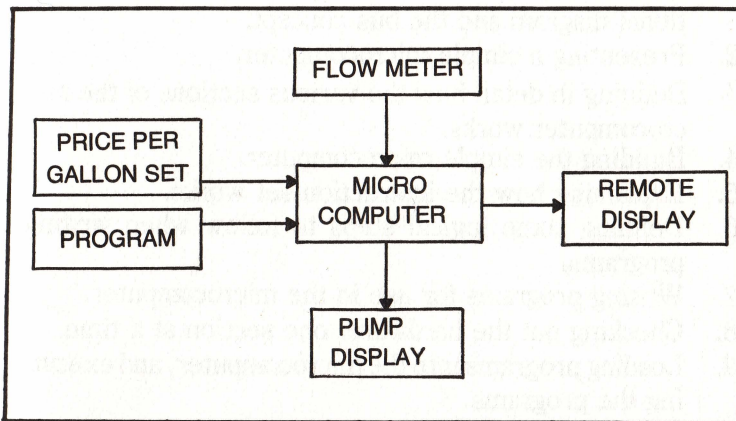 FLOW METER
PRICE PER
GALLON SET
PROGRAM
MICRO
COMPUTER
REMOTE
DISPLAY
PUMP
DISPLAY